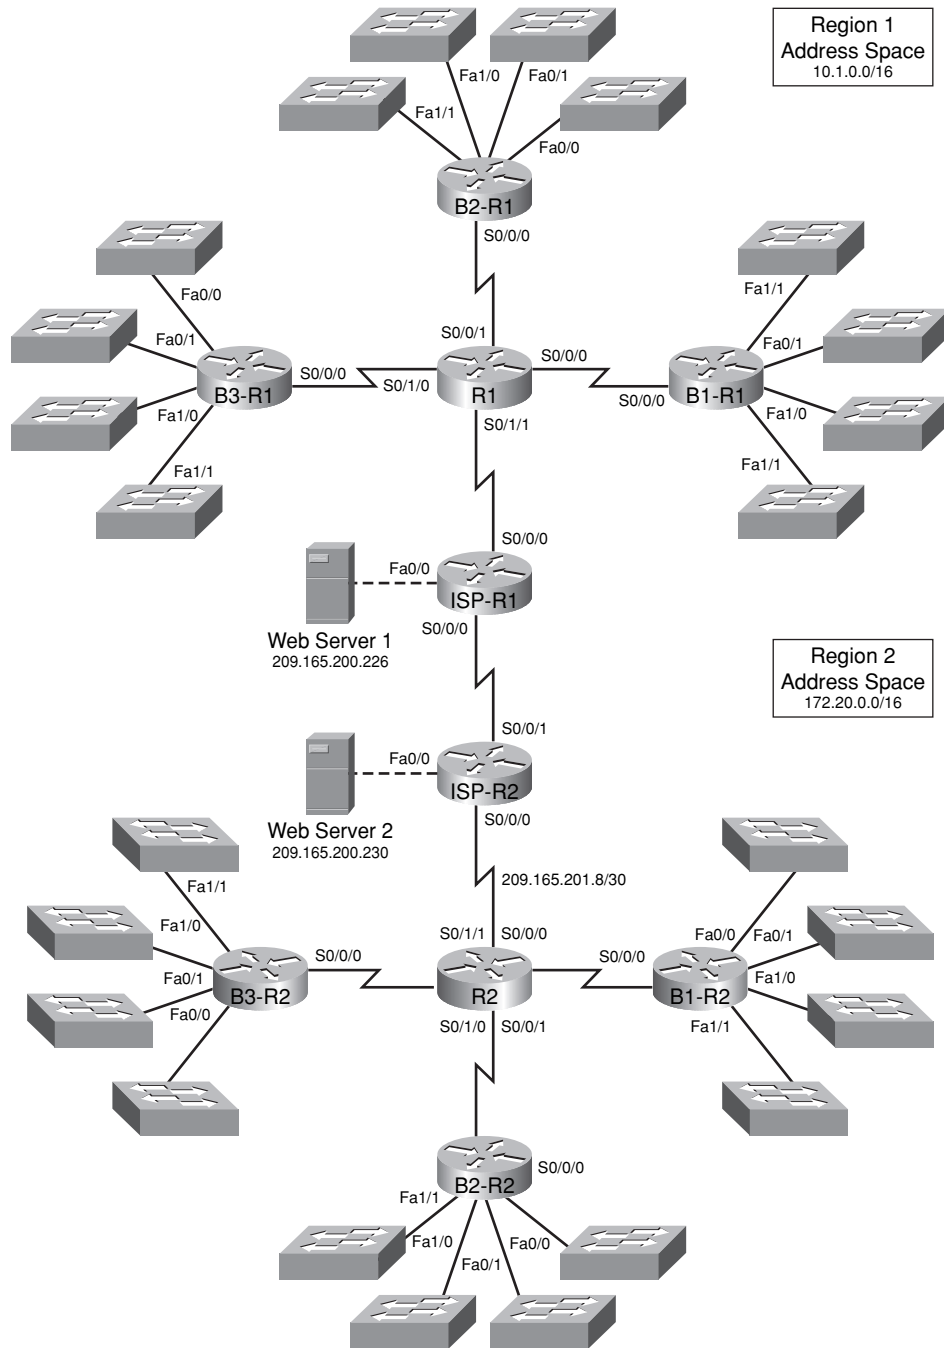 Region 1
Address Space
10.1.0.0/16
Fa1/0
Fa0/1
Fa1/1
Fa0/0
B2-R1
S0/0/0
Fa0/0
Fa0/1
Fa1/0
Fa1/1
B3-R1
S0/0/0
S0/0/1
S0/1/0
R1
S0/0/0
S0/1/1
S0/0/0
B1-R1
Fa1/1
Fa0/1
Fa1/0
Fa1/1
S0/0/0
Fa0/0
ISP-R1
S0/0/0
Web Server 1
209.165.200.226
Region 2
Address Space
172.20.0.0/16
S0/0/1
Fa0/0
ISP-R2
S0/0/0
Web Server 2
209.165.200.230
209.165.201.8/30
Fa1/1
Fa1/0
Fa0/1
Fa0/0
B3-R2
S0/0/0
S0/1/1
S0/0/0
R2
S0/1/0
S0/0/1
S0/0/0
B1-R2
Fa0/0
Fa0/1
Fa1/0
Fa1/1
B2-R2
S0/0/0
Fa1/1
Fa1/0
Fa0/1
Fa0/0